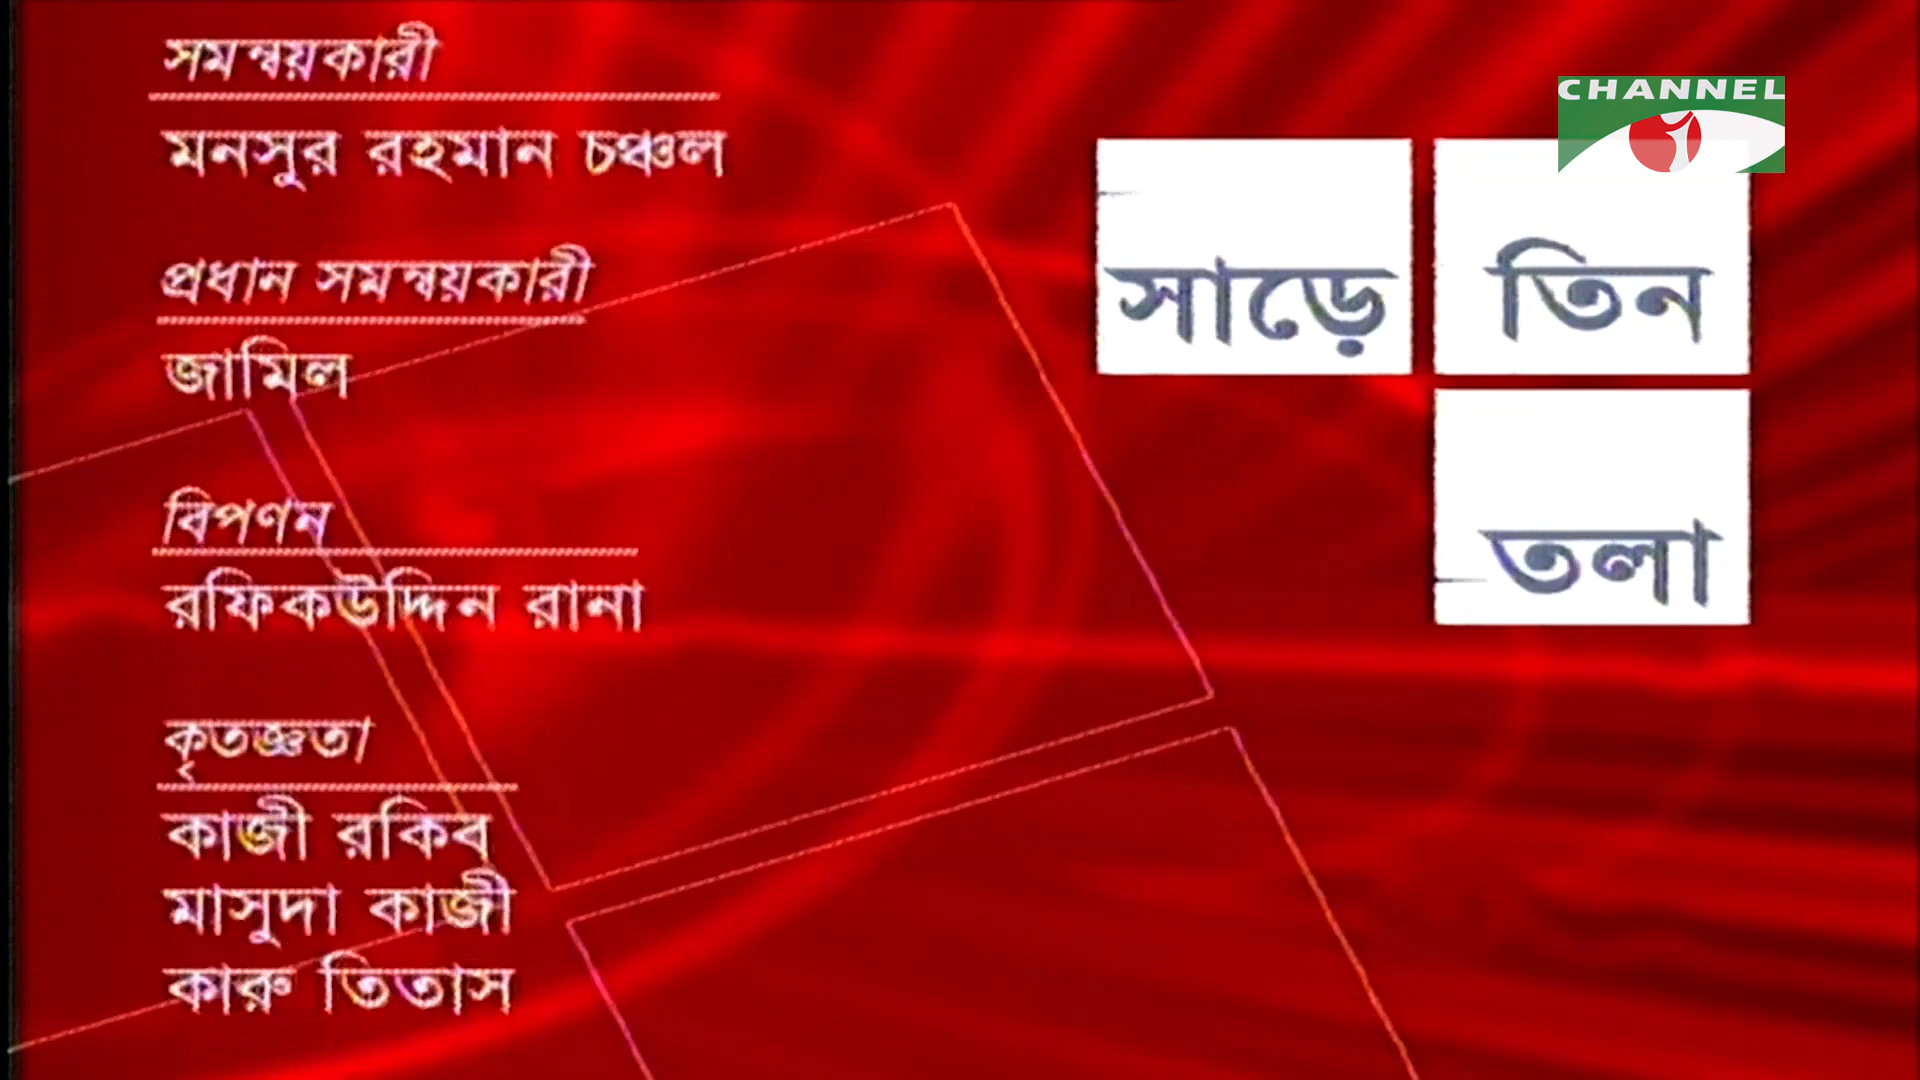 সমন্বয়কারী
মনসুর রহমান চঞ্চল
প্রধান সমন্বয়কারী
জামিল
বিপণন
রফিকউদ্দিন রানা
কৃতজ্ঞতা
কাজী রকিব
মাসুদা কাজী
কারু তিতাস
CHANNEL i
সাড়ে তিন
তলা